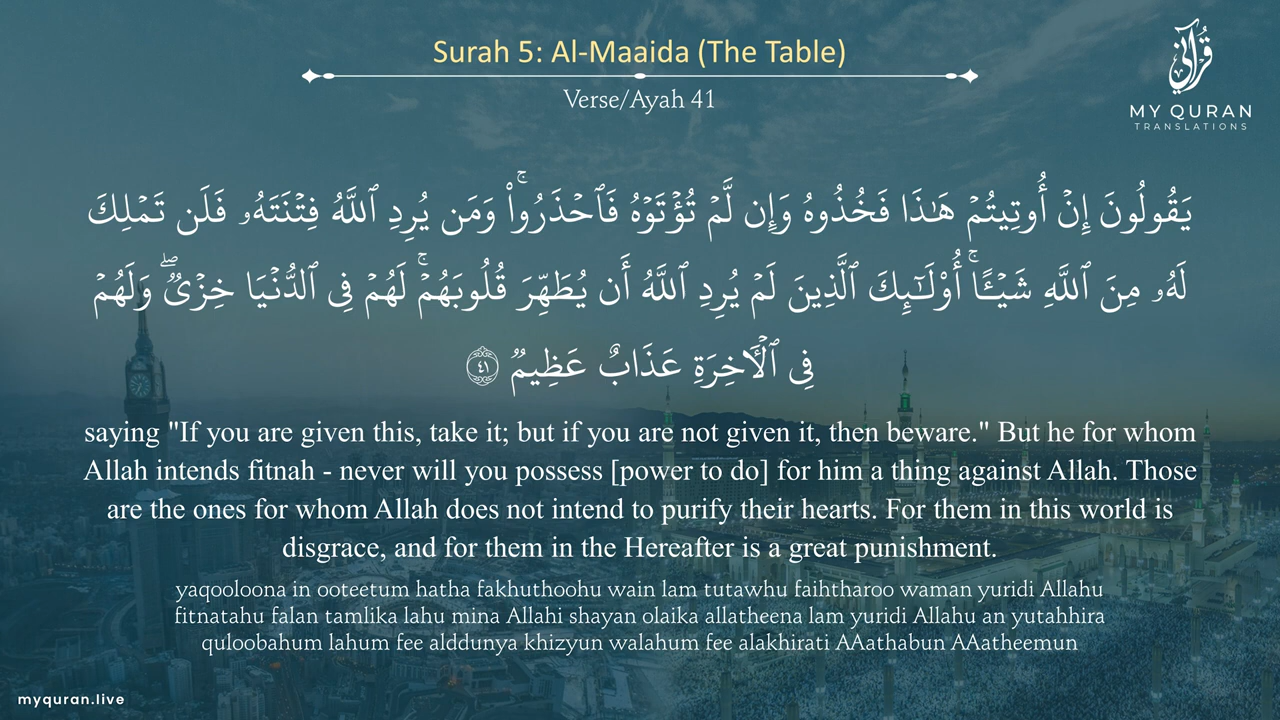 Surah 5: Al-Maaida (The Table)
Verse/Ayah 41
قرآني
MY QURAN
TRANSLATIONS
يَقُولُونَ إِنْ أُوتِيتُمْ هَٰذَا فَخُذُوهُ وَإِن لَّمْ تُؤْتَوْهُ فَٱحْذَرُوا۟ ۚ وَمَن يُرِدِ ٱللَّهُ فِتْنَتَهُۥ فَلَن تَمْلِكَ
لَهُۥ مِنَ ٱللَّهِ شَيْـًٔا ۚ أُو۟لَـٰٓئِكَ ٱلَّذِينَ لَمْ يُرِدِ ٱللَّهُ أَن يُطَهِّرَ قُلُوبَهُمْ ۚ لَهُمْ فِى ٱلدُّنْيَا خِزْىٌ ۖ وَلَهُمْ
فِى ٱلْـَٔاخِرَةِ عَذَابٌ عَظِيمٌ ٤١
saying "If you are given this, take it; but if you are not given it, then beware." But he for whom
Allah intends fitnah - never will you possess [power to do] for him a thing against Allah. Those
are the ones for whom Allah does not intend to purify their hearts. For them in this world is
disgrace, and for them in the Hereafter is a great punishment.
yaqooloona in ooteetum hatha fakhuthoohu wain lam tutawhu faihtharoo waman yuridi Allahu
fitnatahu falan tamlika lahu mina Allahi shayan olaika allatheena lam yuridi Allahu an yutahhira
quloobahum lahum fee alddunya khizyun walahum fee alakhirati AAathabun AAatheemun
myquran.live